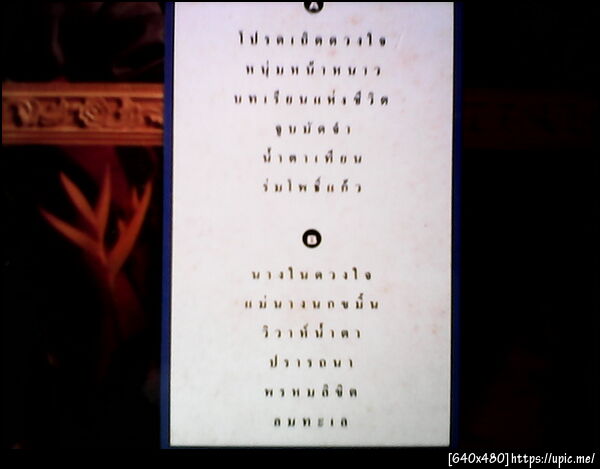 A
โปรดเปิดดวงใจ
หนุ่มหน้าหนาว
บทเรียนแห่งชีวิต
จูบมัดจำ
น้ำตาเทียน
ร่มโพธิ์แก้ว
B
นางในดวงใจ
แม่นางนกขมิ้น
วิวาห์น้ำตา
ปรารถนา
พรหมลิขิต
ลมทะเล
[640x480]https://upic.me/